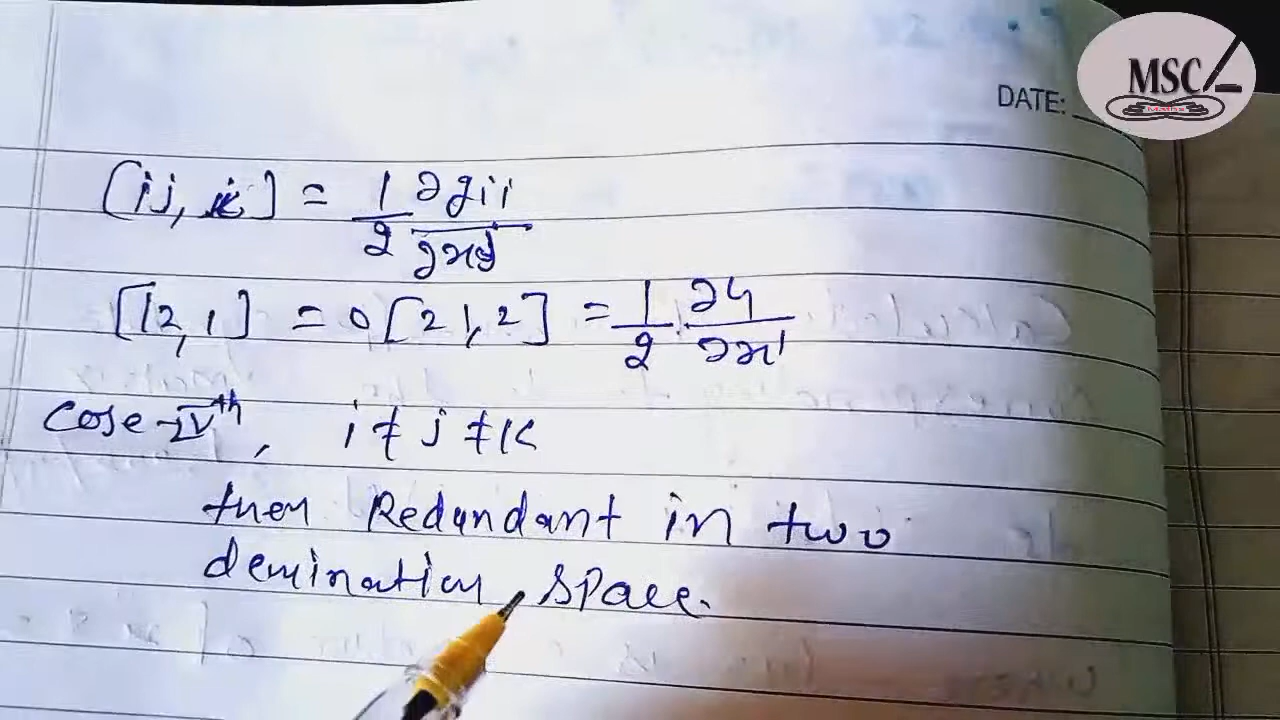 MSC
Maths
DATE:
[ij, i] = 1/2 ∂gii/∂xj
[12,1] = 0 [21,2] = 1/2 . ∂G/∂x1
Case-IVth, i ≠ j ≠ K
then Redundant in two
demination space.